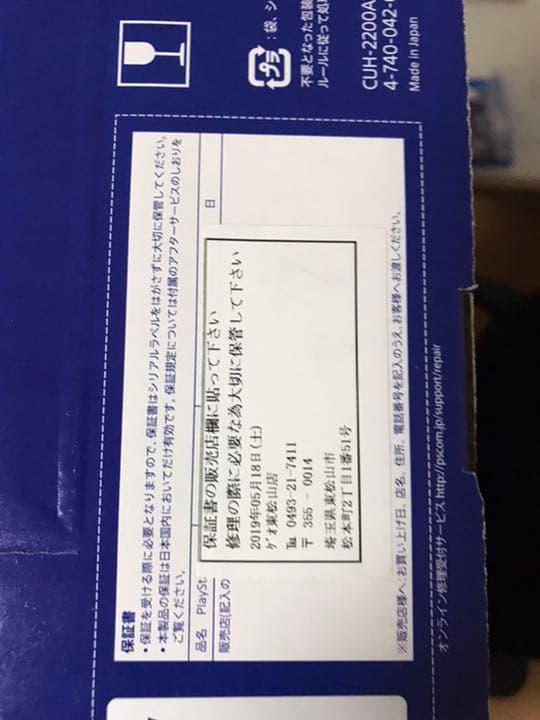 ：袋、シ
プラ
不要となった包装
ルールに従って処
CUH-2200A
4-740-042-
Made in Japan
保証書
・保証を受ける際に必要となりますので、保証書はシリアルラベルをはがさずに大切に保管してください。
・本製品の保証は日本国内においてだけ有効です。保証規定については付属のアフターサービスのしおりを
ご覧ください。
品名 PlaySt
日
販売店(記入の
保証書の販売店欄に貼って下さい
修理の際に必要な為大切に保管して下さい
2019年05月18日(土)
ｹﾞｵ東松山店
℡ 0493-21-7411
〒 355 - 0014
埼玉県東松山市
松本町2丁目1番51号
※販売店様へ：お買い上げ日、店名、住所、電話番号を記入のうえ、お客様へお渡しください。
オンライン修理受付サービス http://pscom.jp/support/repair